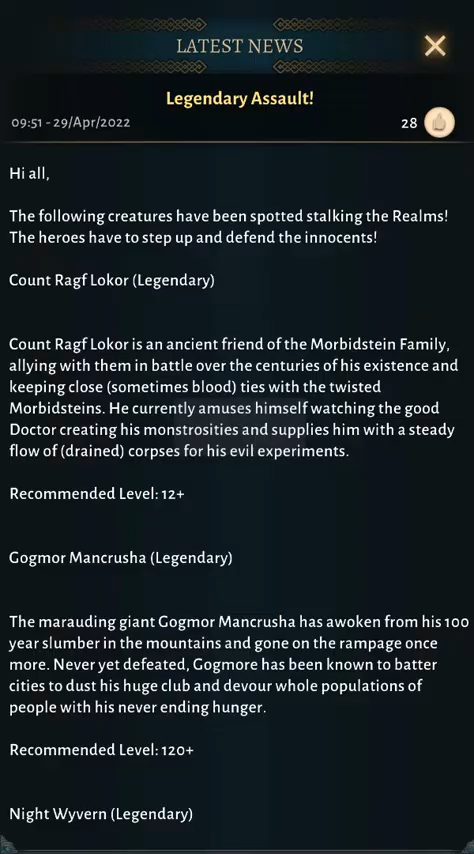 LATEST NEWS
Legendary Assault!
09:51 - 29/Apr/2022
28
Hi all,
The following creatures have been spotted stalking the Realms!
The heroes have to step up and defend the innocents!
Count Ragf Lokor (Legendary)
Count Ragf Lokor is an ancient friend of the Morbidstein Family,
allying with them in battle over the centuries of his existence and
keeping close (sometimes blood) ties with the twisted
Morbidsteins. He currently amuses himself watching the good
Doctor creating his monstrosities and supplies him with a steady
flow of (drained) corpses for his evil experiments.
Recommended Level: 12+
Gogmor Mancrusha (Legendary)
The marauding giant Gogmor Mancrusha has awoken from his 100
year slumber in the mountains and gone on the rampage once
more. Never yet defeated, Gogmore has been known to batter
cities to dust his huge club and devour whole populations of
people with his never ending hunger.
Recommended Level: 120+
Night Wyvern (Legendary)